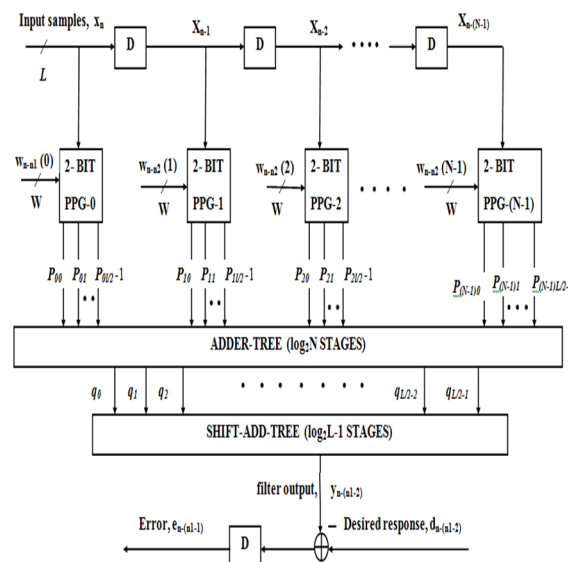 Input samples, xn
Xn-1
Xn-2
Xn-(N-1)
D
D
D
L
wn-n1 (0)
wn-n2 (1)
wn-n2 (2)
wn-n2 (N-1)
W
W
W
W
2- BIT
PPG-0
2- BIT
PPG-1
2- BIT
PPG-2
2- BIT
PPG-(N-1)
P00 P01 P0l/2-1
P10 P11 P1l/2-1
P20 P21 P2l/2-1
P(N-1)0 P(N-1)1 P(N-1)L/2-
ADDER-TREE (log2N STAGES)
q0 q1 q2 qL/2-2 qL/2-1
SHIFT-ADD-TREE (log2L-1 STAGES)
filter output, yn-(n1-2)
Error, en-(n1-1)
Desired response, dn-(n1-2)
D